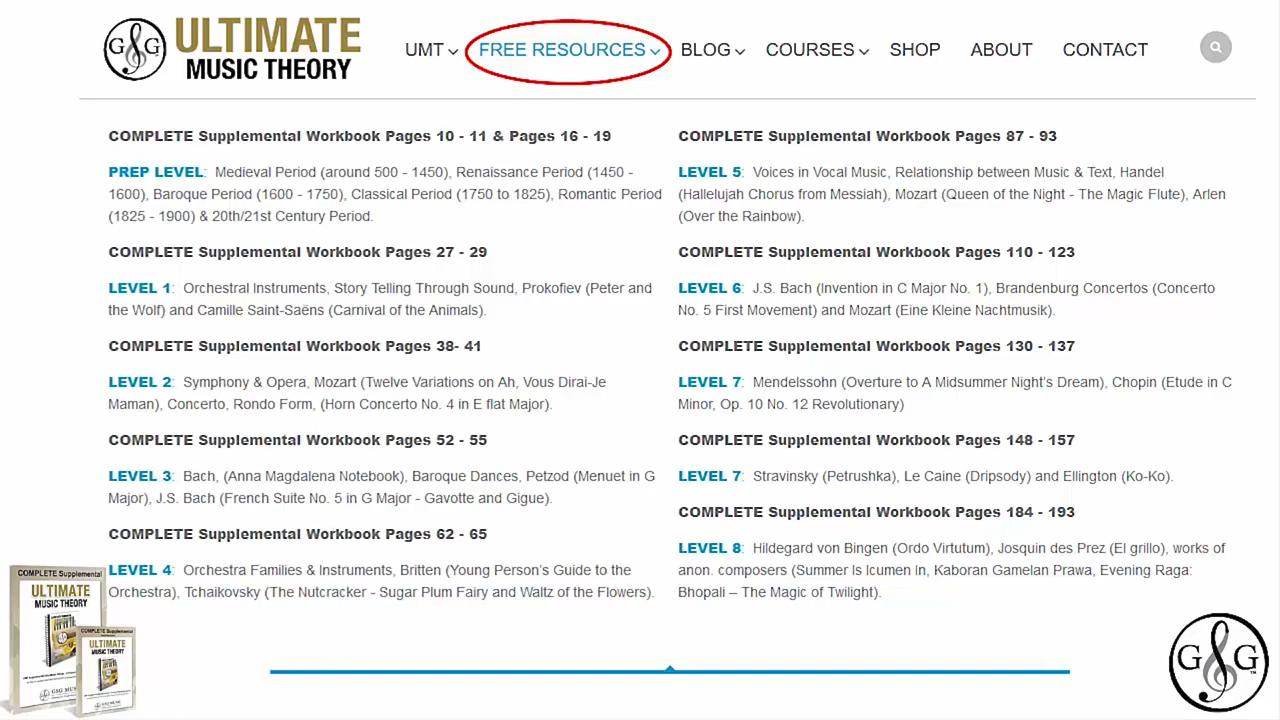 G G ULTIMATE
MUSIC THEORY
UMT FREE RESOURCES BLOG COURSES SHOP ABOUT CONTACT
COMPLETE Supplemental Workbook Pages 10 - 11 & Pages 16 - 19
PREP LEVEL: Medieval Period (around 500 - 1450), Renaissance Period (1450 -
1600), Baroque Period (1600 - 1750), Classical Period (1750 to 1825), Romantic Period
(1825 - 1900) & 20th/21st Century Period.
COMPLETE Supplemental Workbook Pages 27 - 29
LEVEL 1: Orchestral Instruments, Story Telling Through Sound, Prokofiev (Peter and
the Wolf) and Camille Saint-Saëns (Carnival of the Animals).
COMPLETE Supplemental Workbook Pages 38- 41
LEVEL 2: Symphony & Opera, Mozart (Twelve Variations on Ah, Vous Dirai-Je
Maman), Concerto, Rondo Form, (Horn Concerto No. 4 in E flat Major).
COMPLETE Supplemental Workbook Pages 52 - 55
LEVEL 3: Bach, (Anna Magdalena Notebook), Baroque Dances, Petzod (Menuet in G
Major), J.S. Bach (French Suite No. 5 in G Major - Gavotte and Gigue).
COMPLETE Supplemental Workbook Pages 62 - 65
LEVEL 4: Orchestra Families & Instruments, Britten (Young Person's Guide to the
Orchestra), Tchaikovsky (The Nutcracker - Sugar Plum Fairy and Waltz of the Flowers).
COMPLETE Supplemental Workbook Pages 87 - 93
LEVEL 5: Voices in Vocal Music, Relationship between Music & Text, Handel
(Hallelujah Chorus from Messiah), Mozart (Queen of the Night - The Magic Flute), Arlen
(Over the Rainbow).
COMPLETE Supplemental Workbook Pages 110 - 123
LEVEL 6: J.S. Bach (Invention in C Major No. 1), Brandenburg Concertos (Concerto
No. 5 First Movement) and Mozart (Eine Kleine Nachtmusik).
COMPLETE Supplemental Workbook Pages 130 - 137
LEVEL 7: Mendelssohn (Overture to A Midsummer Night's Dream), Chopin (Etude in C
Minor, Op. 10 No. 12 Revolutionary)
COMPLETE Supplemental Workbook Pages 148 - 157
LEVEL 7: Stravinsky (Petrushka), Le Caine (Dripsody) and Ellington (Ko-Ko).
COMPLETE Supplemental Workbook Pages 184 - 193
LEVEL 8: Hildegard von Bingen (Ordo Virtutum), Josquin des Prez (El grillo), works of
anon. composers (Summer Is Icumen In, Kaboran Gamelan Prawa, Evening Raga:
Bhopali – The Magic of Twilight).
COMPLETE Supplemental
ULTIMATE
MUSIC THEORY
COMPLETE Supplemental
ULTIMATE
MUSIC THEORY
G G